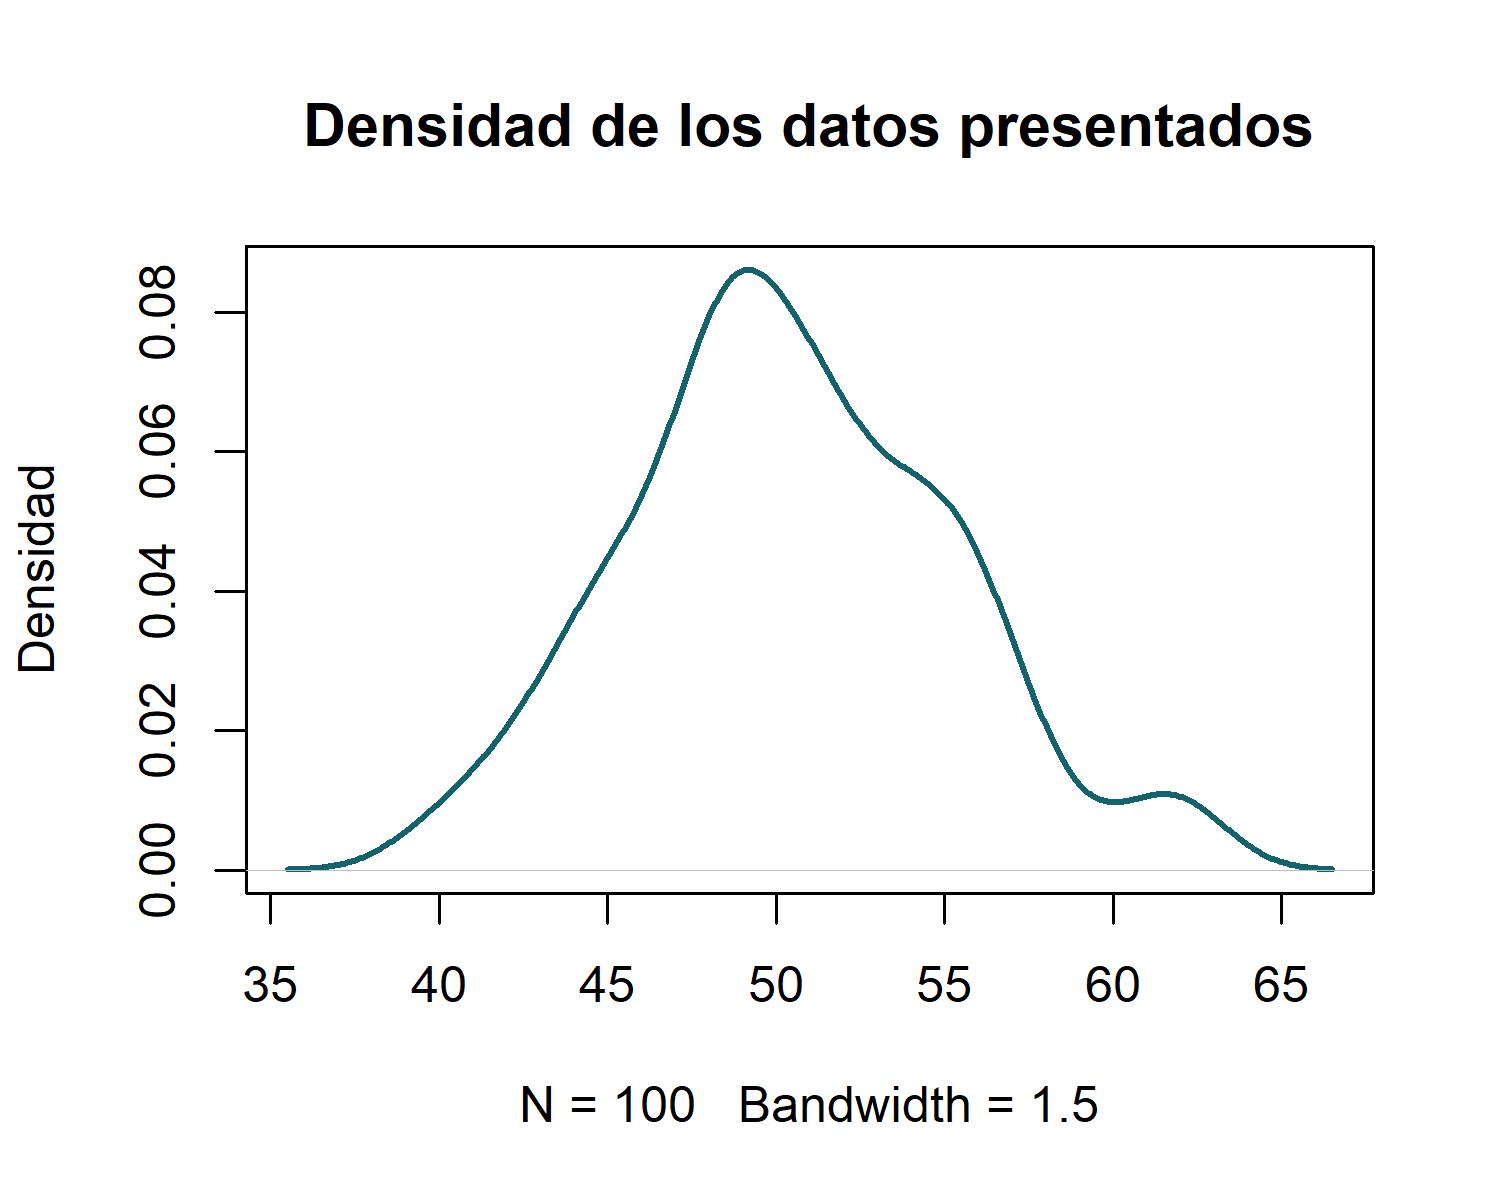 Densidad de los datos presentados
Densidad
0.08
0.06
0.04
0.02
0.00
35 40 45 50 55 60 65
N = 100 Bandwidth = 1.5